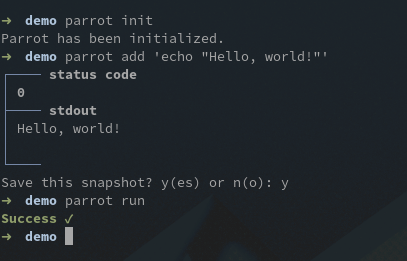 ➜ demo parrot init
Parrot has been initialized.
➜ demo parrot add 'echo "Hello, world!"'
status code
0
stdout
Hello, world!
Save this snapshot? y(es) or n(o): y
➜ demo parrot run
Success ✓
➜ demo